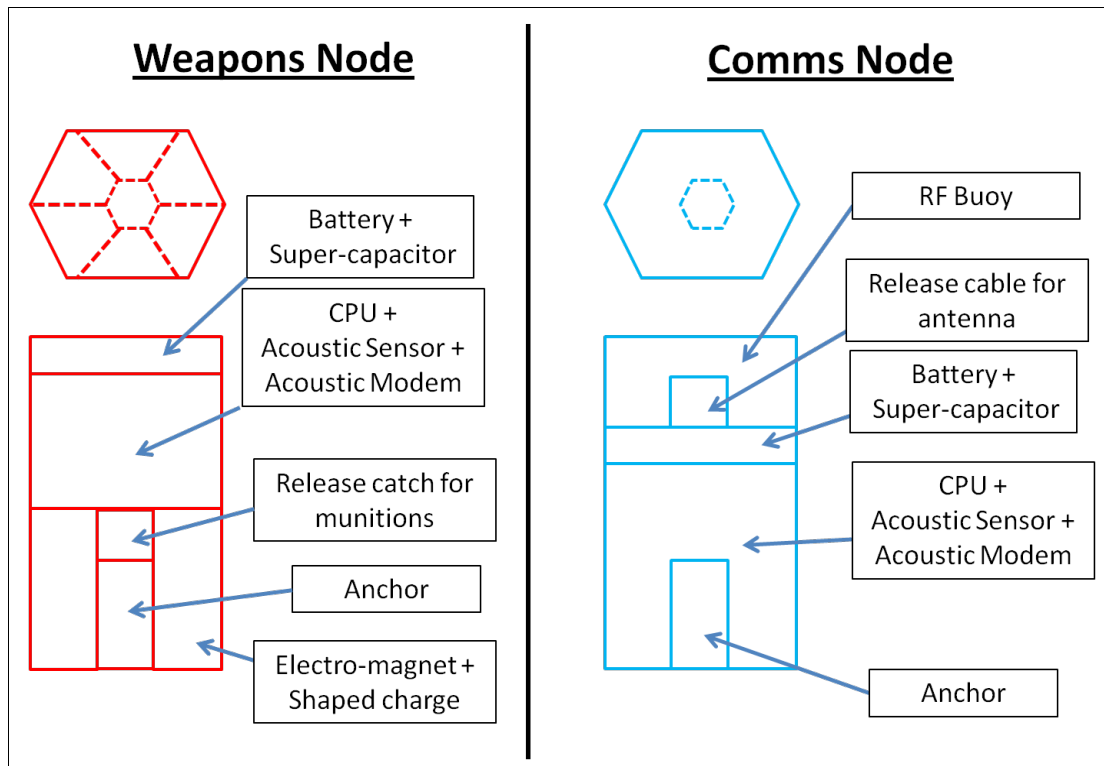 Weapons Node
Battery +
Super-capacitor
CPU +
Acoustic Sensor +
Acoustic Modem
Release catch for
munitions
Anchor
Electro-magnet +
Shaped charge
Comms Node
RF Buoy
Release cable for
antenna
Battery +
Super-capacitor
CPU +
Acoustic Sensor +
Acoustic Modem
Anchor